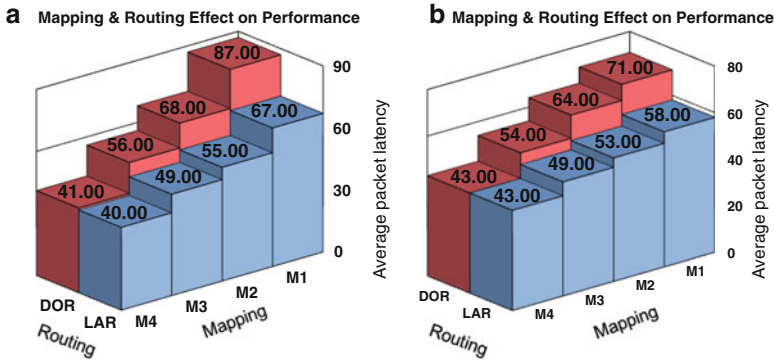 a Mapping & Routing Effect on Performance
87.00
68.00
67.00
56.00
55.00
49.00
41.00
40.00
90
60
30
0
Average packet latency
DOR
LAR
M4
M3
M2
M1
Routing
Mapping
b Mapping & Routing Effect on Performance
71.00
64.00
58.00
54.00
53.00
49.00
43.00
43.00
80
60
40
20
0
Average packet latency
DOR
LAR
M4
M3
M2
M1
Routing
Mapping